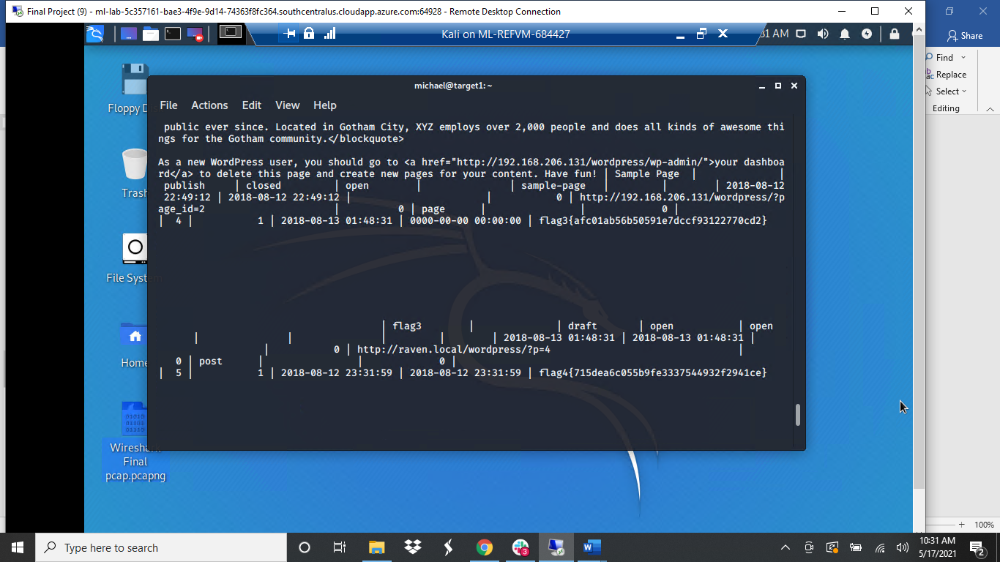 Final Project (9) - ml-lab-5c357161-bae3-4f9e-9d14-74363f8fc364.southcentralus.cloudapp.azure.com:64928 - Remote Desktop Connection
Kali on ML-REFVM-684427
31 AM
Share
Find
Replace
Select
Editing
Floppy
Trash
File System
Home
Wireshark
Final
pcap.pcapng
michael@target1: ~
File Actions Edit View Help
public ever since. Located in Gotham City, XYZ employs over 2,000 people and does all kinds of awesome thi
ngs for the Gotham community.</blockquote>
As a new WordPress user, you should go to <a href="http://192.168.206.131/wordpress/wp-admin/">your dashboa
rd</a> to delete this page and create new pages for your content. Have fun! | Sample Page | |
publish | closed | open | | sample-page | | | 2018-08-12
22:49:12 | 2018-08-12 22:49:12 | | 0 | http://192.168.206.131/wordpress/?p
age_id=2 | 0 | page | | 0 |
| 4 | 1 | 2018-08-13 01:48:31 | 0000-00-00 00:00:00 | flag3{afc01ab56b50591e7dccf93122770cd2}
| flag3 | | draft | open | open
| | | | | 2018-08-13 01:48:31 | 2018-08-13 01:48:31 |
| 0 | http://raven.local/wordpress/?p=4 |
0 | post | | 0 |
| 5 | 1 | 2018-08-12 23:31:59 | 2018-08-12 23:31:59 | flag4{715dea6c055b9fe3337544932f2941ce}
100%
Type here to search
3
10:31 AM
5/17/2021
2